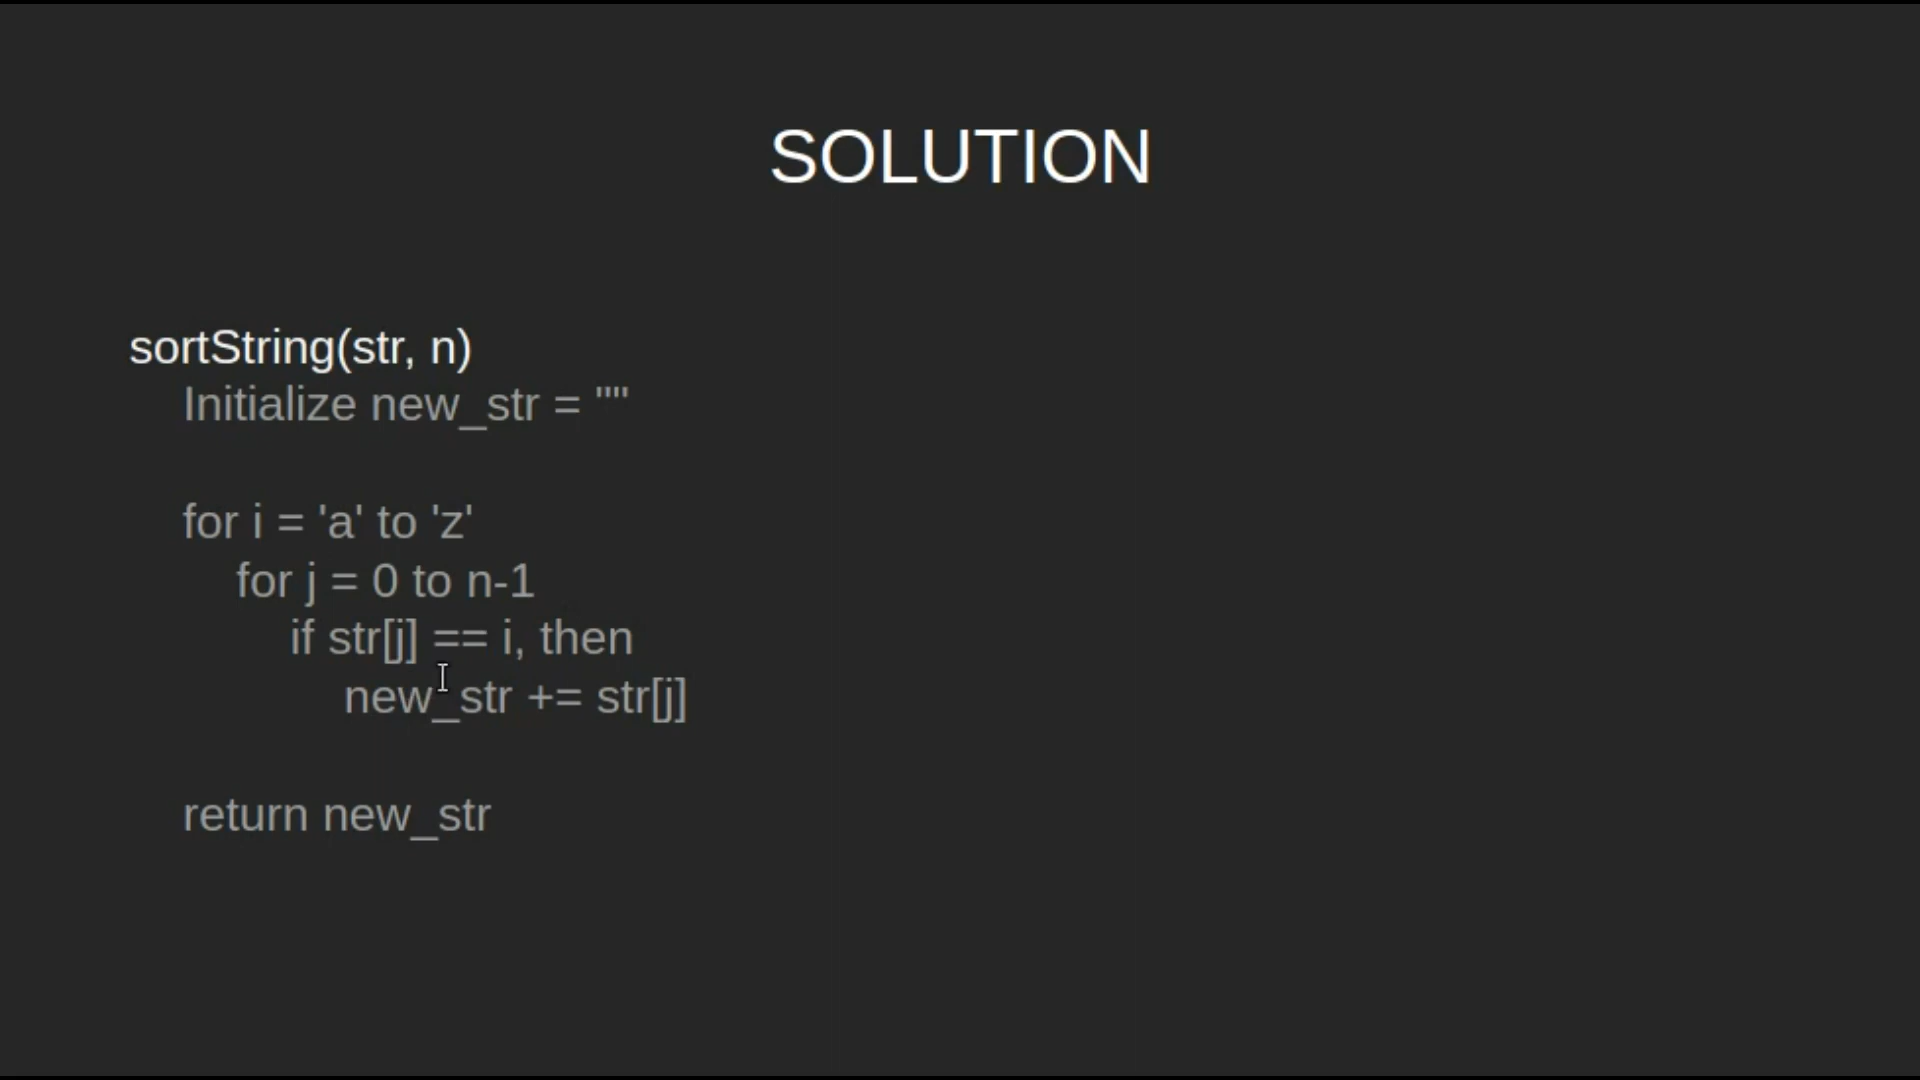 SOLUTION
sortString(str, n)
Initialize new_str = ""
for i = 'a' to 'z'
for j = 0 to n-1
if str[j] == i, then
new_str += str[j]
return new_str